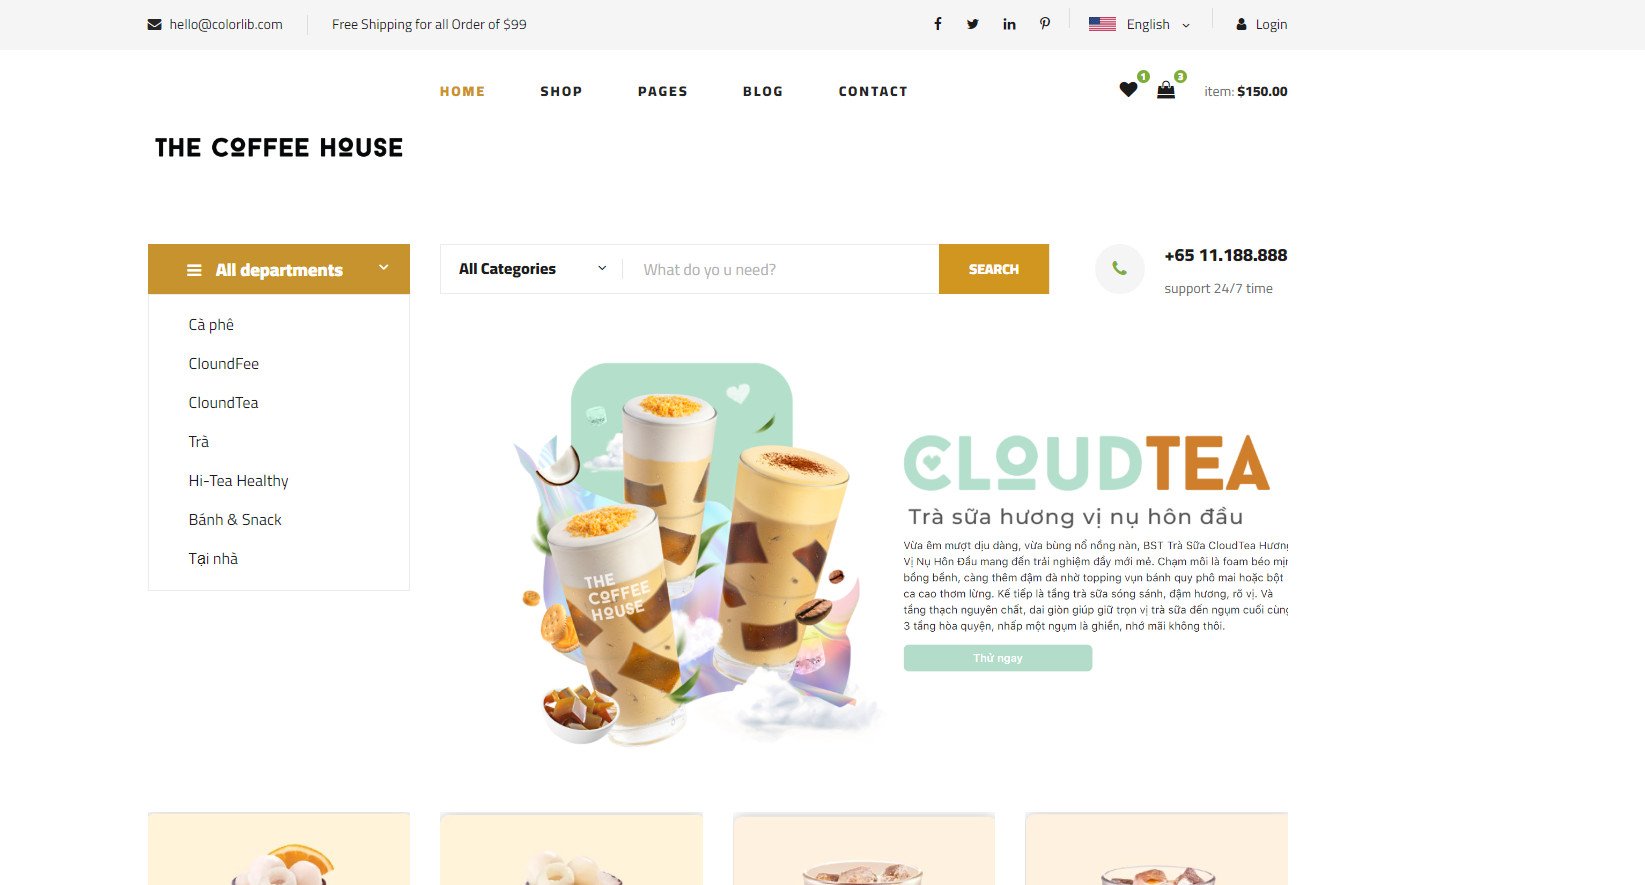 hello@colorlib.com
Free Shipping for all Order of $99
English
Login
HOME
SHOP
PAGES
BLOG
CONTACT
1
3
item: $150.00
THE COFFEE HOUSE
All departments
All Categories
What do yo u need?
SEARCH
+65 11.188.888
support 24/7 time
Cà phê
CloundFee
CloundTea
Trà
Hi-Tea Healthy
Bánh & Snack
Tại nhà
THE
COFFEE
HOUSE
CLOUDTEA
Trà sữa hương vị nụ hôn đầu
Vừa êm mượt dịu dàng, vừa bùng nổ nồng nàn, BST Trà Sữa CloudTea Hương
Vị Nụ Hôn Đầu mang đến trải nghiệm đầy mới mẻ. Chạm môi là foam béo mịn
bồng bềnh, càng thêm đậm đà nhờ topping vụn bánh quy phô mai hoặc bột
ca cao thơm lừng. Kế tiếp là tầng trà sữa sóng sánh, đậm hương, rõ vị. Và
tầng thạch nguyên chất, dai giòn giúp giữ trọn vị trà sữa đến ngụm cuối cùng
3 tầng hòa quyện, nhấp một ngụm là ghiền, nhớ mãi không thôi.
Thử ngay